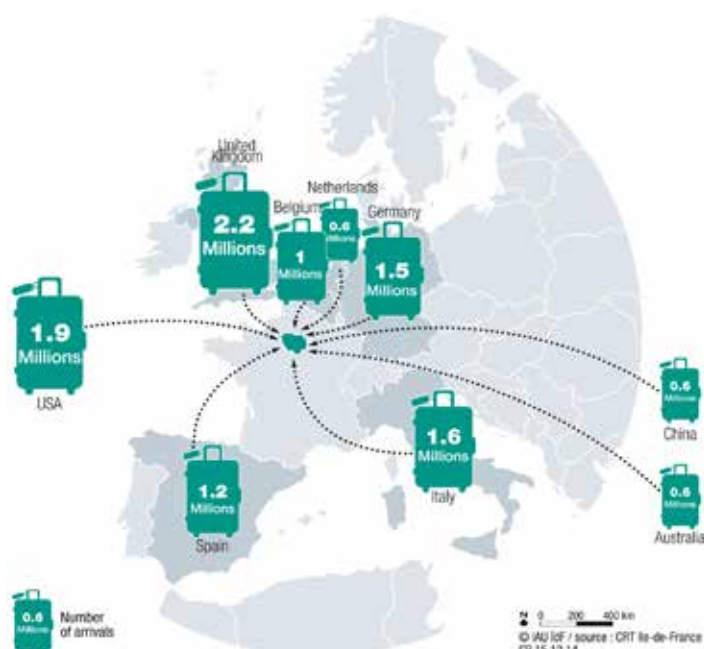 United
Kingdom
2.2
Millions
Netherlands
0.6
Millions
Belgium
1
Millions
Germany
1.5
Millions
1.9
Millions
USA
0.6
Millions
China
1.6
Millions
Italy
1.2
Millions
Spain
0.6
Millions
Australia
0.6
Millions
Number
of arrivals
N
0 200 400 km
© IAU îdF / source : CRT Ile-de-France